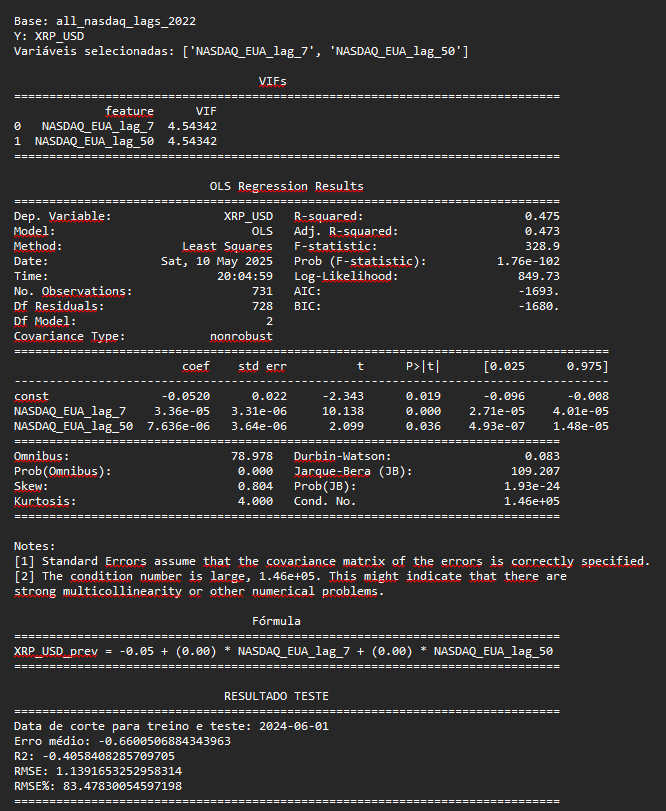 Base: all_nasdaq_lags_2022
Y: XRP_USD
Variáveis selecionadas: ['NASDAQ_EUA_lag_7', 'NASDAQ_EUA_lag_50']
VIFs
==============================================================================
feature VIF
0 NASDAQ_EUA_lag_7 4.54342
1 NASDAQ_EUA_lag_50 4.54342
==============================================================================
OLS Regression Results
==============================================================================
Dep. Variable: XRP_USD R-squared: 0.475
Model: OLS Adj. R-squared: 0.473
Method: Least Squares F-statistic: 328.9
Date: Sat, 10 May 2025 Prob (F-statistic): 1.76e-102
Time: 20:04:59 Log-Likelihood: 849.73
No. Observations: 731 AIC: -1693.
Df Residuals: 728 BIC: -1680.
Df Model: 2
Covariance Type: nonrobust
=====================================================================================
coef std err t P>|t| [0.025 0.975]
-------------------------------------------------------------------------------------
const -0.0520 0.022 -2.343 0.019 -0.096 -0.008
NASDAQ_EUA_lag_7 3.36e-05 3.31e-06 10.138 0.000 2.71e-05 4.01e-05
NASDAQ_EUA_lag_50 7.636e-06 3.64e-06 2.099 0.036 4.93e-07 1.48e-05
==============================================================================
Omnibus: 78.978 Durbin-Watson: 0.083
Prob(Omnibus): 0.000 Jarque-Bera (JB): 109.207
Skew: 0.804 Prob(JB): 1.93e-24
Kurtosis: 4.000 Cond. No. 1.46e+05
==============================================================================
Notes:
[1] Standard Errors assume that the covariance matrix of the errors is correctly specified.
[2] The condition number is large, 1.46e+05. This might indicate that there are
strong multicollinearity or other numerical problems.
Fórmula
==============================================================================
XRP_USD_prev = -0.05 + (0.00) * NASDAQ_EUA_lag_7 + (0.00) * NASDAQ_EUA_lag_50
==============================================================================
RESULTADO TESTE
==============================================================================
Data de corte para treino e teste: 2024-06-01
Erro médio: -0.6600506884343963
R2: -0.4058408285709705
RMSE: 1.1391653252958314
RMSE%: 83.47830054597198
==============================================================================